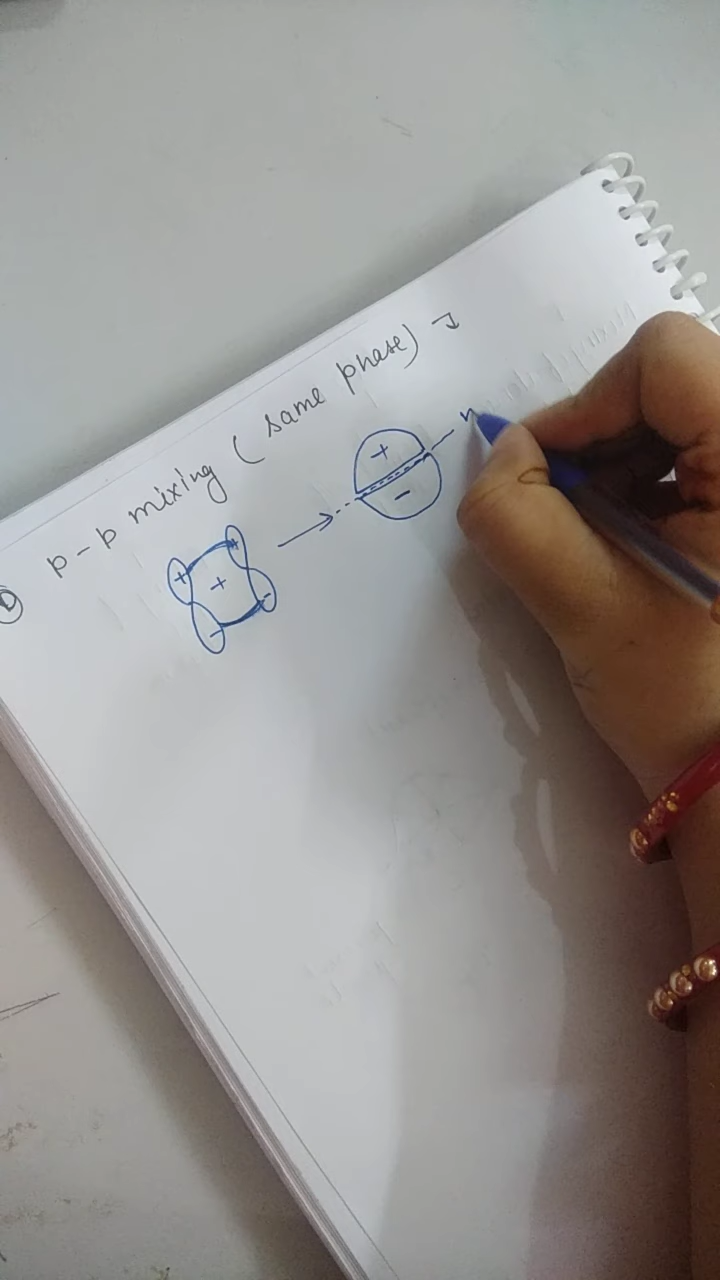 p-p mixing (same phase) →
+ + + - -
+
-
n